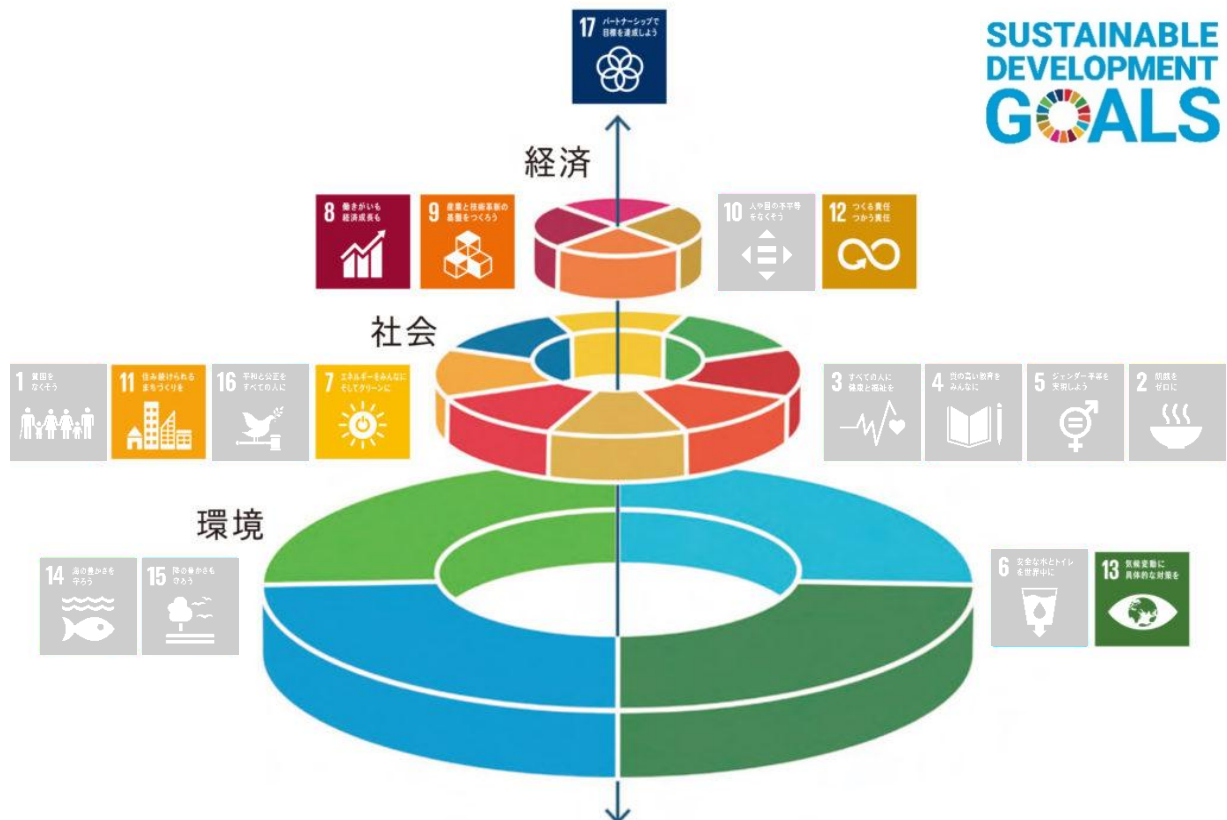 17 パートナーシップで
目標を達成しよう
SUSTAINABLE
DEVELOPMENT
GOALS
経済
8 働きがいも
経済成長も
9 産業と技術革新の
基盤をつくろう
10 人や国の不平等
をなくそう
12 つくる責任
つかう責任
社会
1 貧困を
なくそう
11 住み続けられる
まちづくりを
16 平和と公正を
すべての人に
7 エネルギーをみんなに
そしてクリーンに
3 すべての人に
健康と福祉を
4 質の高い教育を
みんなに
5 ジェンダー平等を
実現しよう
2 飢餓を
ゼロに
環境
14 海の豊かさを
守ろう
15 陸の豊かさも
守ろう
6 安全な水とトイレ
を世界中に
13 気候変動に
具体的な対策を